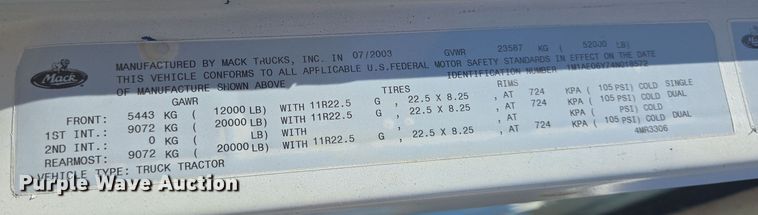 MANUFACTURED BY MACK TRUCKS, INC. IN 07/2003 GVWR 23587 KG ( 52000 LB)
THIS VEHICLE CONFORMS TO ALL APPLICABLE U.S.FEDERAL MOTOR SAFETY STANDARDS IN EFFECT ON THE DATE
OF MANUFACTURE SHOWN ABOVE IDENTIFICATION NUMBER 1M1AE06Y74N018572
Mack
GAWR TIRES RIMS
FRONT: 5443 KG ( 12000 LB) WITH 11R22.5 G , 22.5 X 8.25 , AT 724 KPA ( 105 PSI) COLD SINGLE
1ST INT.: 9072 KG ( 20000 LB) WITH 11R22.5 G , 22.5 X 8.25 , AT 724 KPA ( 105 PSI) COLD DUAL
2ND INT.: 0 KG ( LB) WITH , , AT KPA ( PSI) COLD
REARMOST: 9072 KG ( 20000 LB) WITH 11R22.5 G , 22.5 X 8.25 , AT 724 KPA ( 105 PSI) COLD DUAL
VEHICLE TYPE: TRUCK TRACTOR 4MR3306
Purple Wave Auction